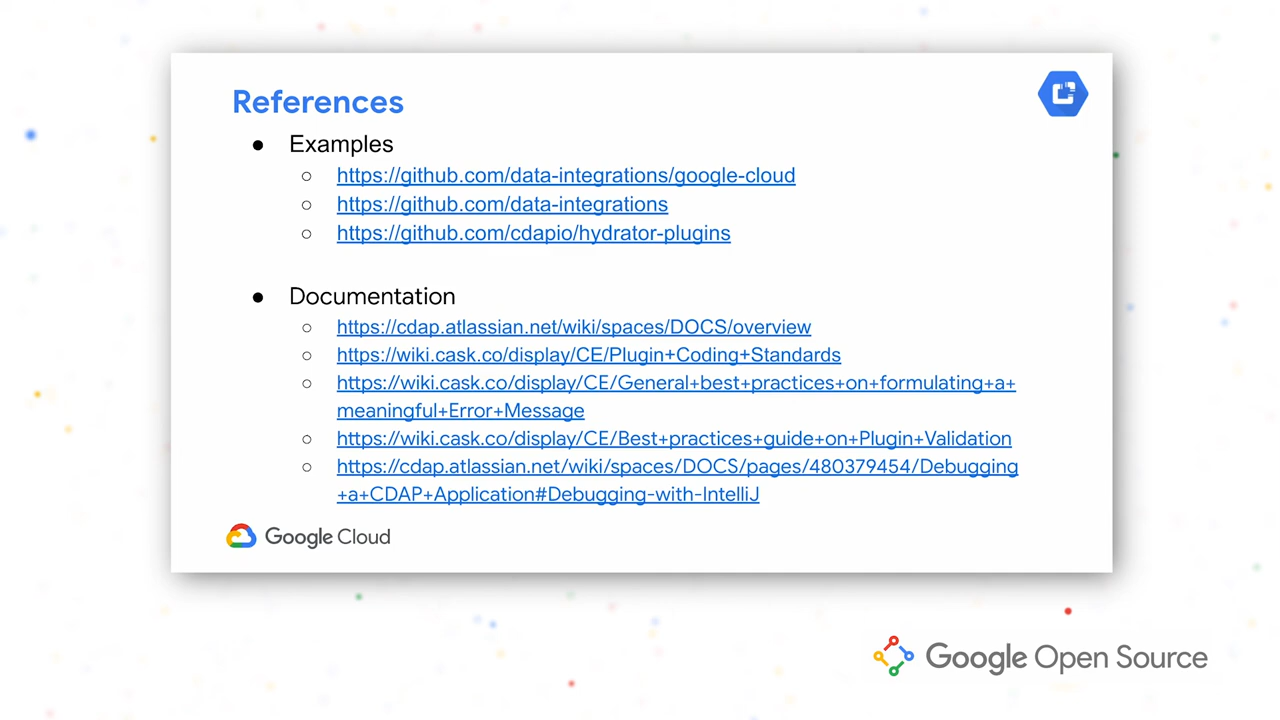 References
● Examples
○ https://github.com/data-integrations/google-cloud
○ https://github.com/data-integrations
○ https://github.com/cdapio/hydrator-plugins
● Documentation
○ https://cdap.atlassian.net/wiki/spaces/DOCS/overview
○ https://wiki.cask.co/display/CE/Plugin+Coding+Standards
○ https://wiki.cask.co/display/CE/General+best+practices+on+formulating+a+
meaningful+Error+Message
○ https://wiki.cask.co/display/CE/Best+practices+guide+on+Plugin+Validation
○ https://cdap.atlassian.net/wiki/spaces/DOCS/pages/480379454/Debugging
+a+CDAP+Application#Debugging-with-IntelliJ
Google Cloud
Google Open Source